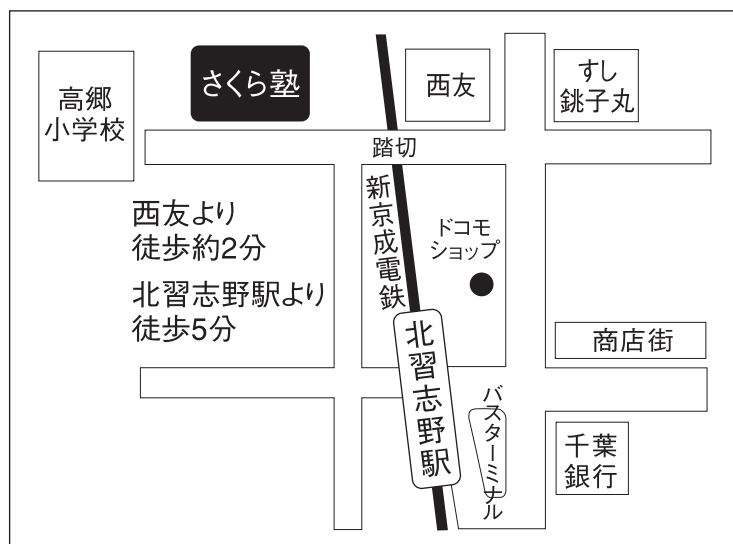 高郷
小学校
さくら塾
西友
すし
銚子丸
踏切
新京成電鉄
西友より
徒歩約2分
北習志野駅より
徒歩5分
ドコモ
ショップ
北習志野駅
商店街
バスターミナル
千葉
銀行